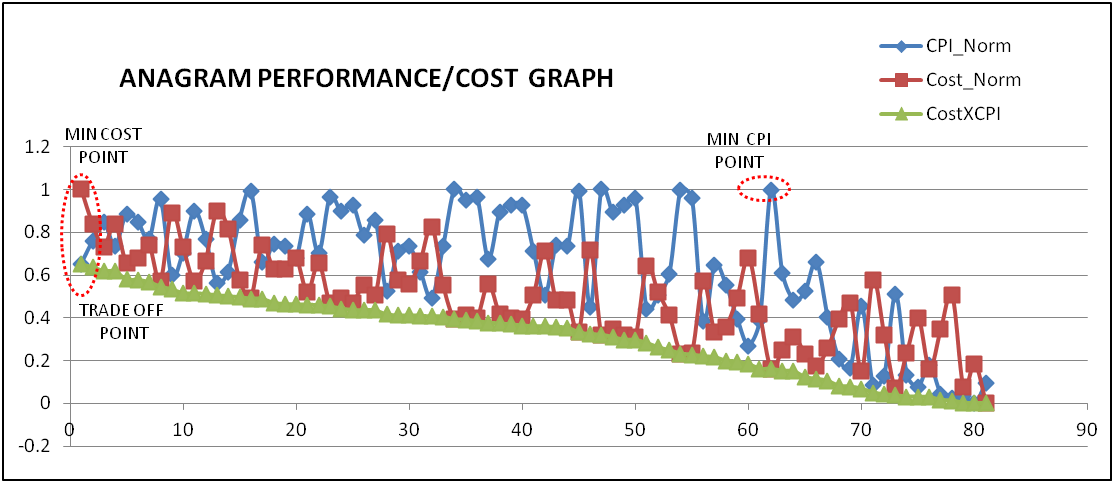 CPI_Norm
ANAGRAM PERFORMANCE/COST GRAPH
Cost_Norm
CostXCPI
MIN COST
POINT
MIN CPI
POINT
1.2
1
0.8
0.6
0.4
0.2
0
-0.2
TRADE OFF
POINT
0 10 20 30 40 50 60 70 80 90